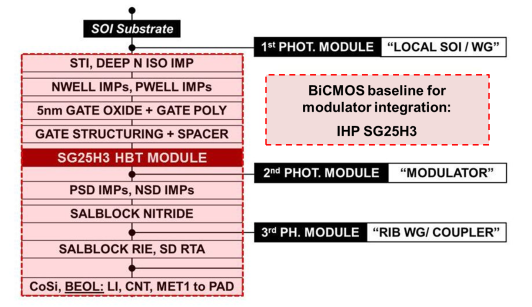 SOI Substrate
1st PHOT. MODULE
“LOCAL SOI / WG”
STI, DEEP N ISO IMP
NWELL IMPs, PWELL IMPs
5nm GATE OXIDE + GATE POLY
GATE STRUCTURING + SPACER
BiCMOS baseline for
modulator integration:
IHP SG25H3
SG25H3 HBT MODULE
2nd PHOT. MODULE
“MODULATOR”
PSD IMPs, NSD IMPs
SALBLOCK NITRIDE
3rd PH. MODULE
“RIB WG/ COUPLER”
SALBLOCK RIE, SD RTA
CoSi, BEOL: LI, CNT, MET1 to PAD